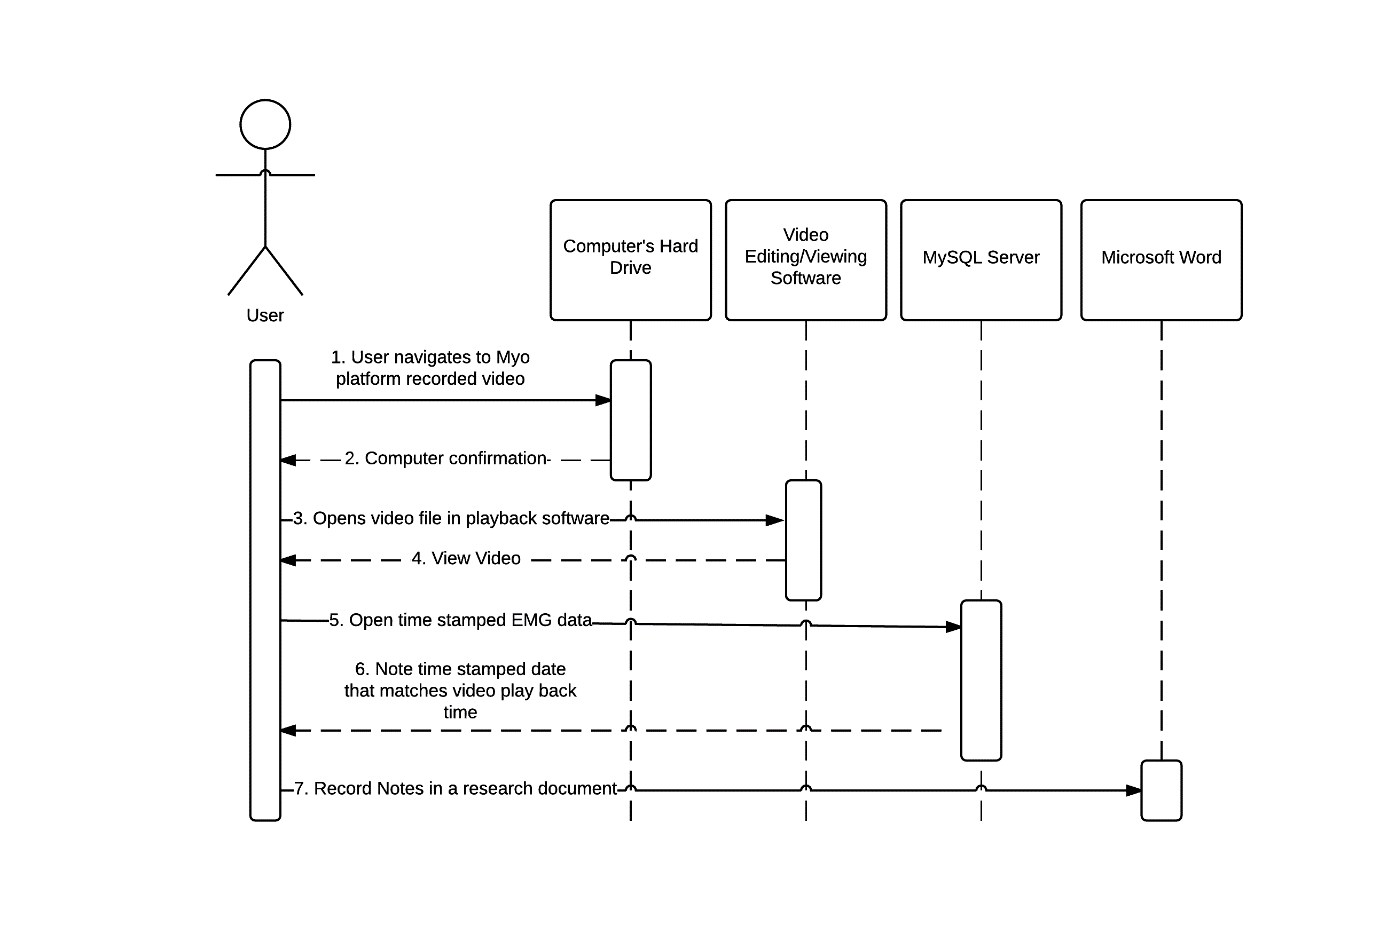 Computer's Hard
Drive
Video
Editing/Viewing
Software
MySQL Server
Microsoft Word
User
1. User navigates to Myo
platform recorded video
2. Computer confirmation
3. Opens video file in playback software
4. View Video
5. Open time stamped EMG data
6. Note time stamped date
that matches video play back
time
7. Record Notes in a research document